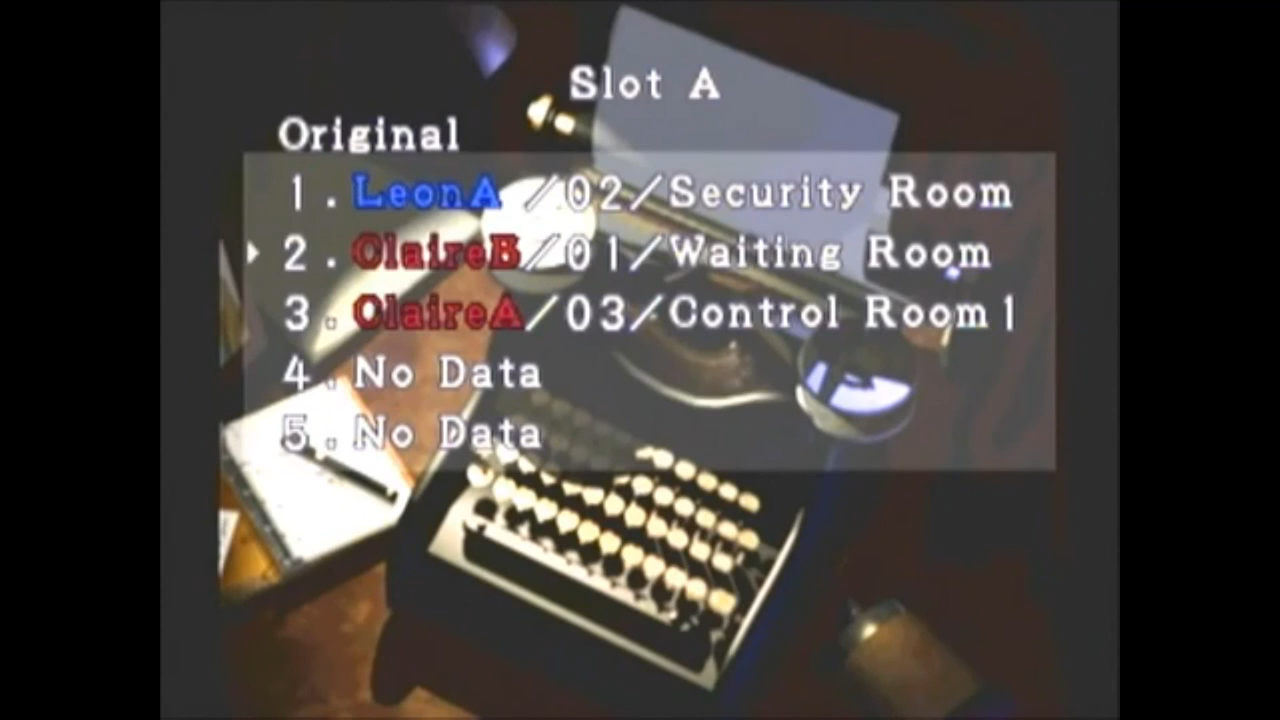 Slot A
Original
1. LeonA /02/Security Room
2. ClaireB/01/Waiting Room
3. ClaireA/03/Control Room1
4. No Data
5. No Data